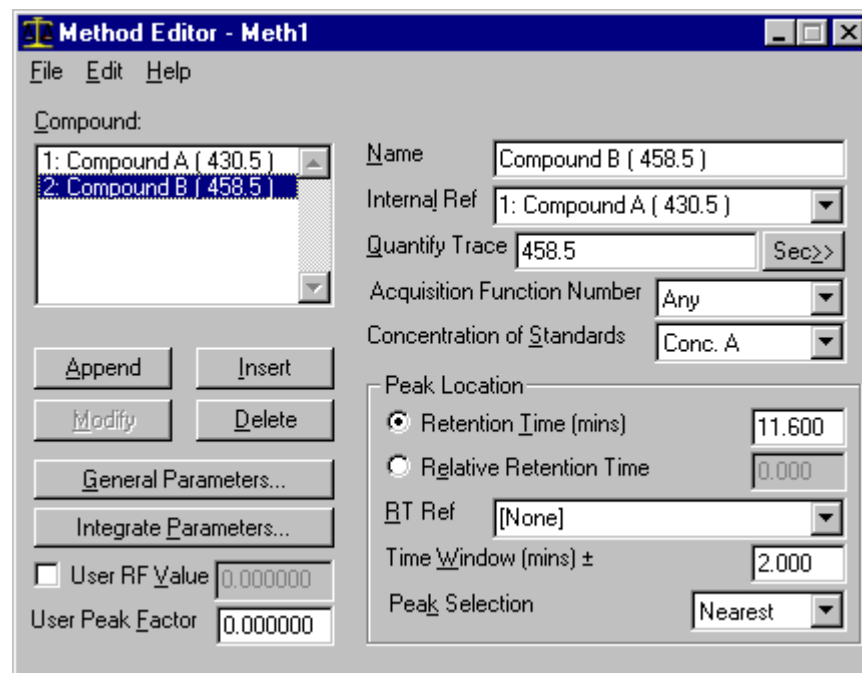 Method Editor - Meth1
File Edit Help
Compound:
1: Compound A ( 430.5 )
2: Compound B ( 458.5 )
Append Insert
Modify Delete
General Parameters...
Integrate Parameters...
User RF Value 0.000000
User Peak Factor 0.000000
Name Compound B ( 458.5 )
Internal Ref 1: Compound A ( 430.5 )
Quantify Trace 458.5 Sec>>
Acquisition Function Number Any
Concentration of Standards Conc. A
Peak Location
Retention Time (mins) 11.600
Relative Retention Time 0.000
RT Ref [None]
Time Window (mins) ± 2.000
Peak Selection Nearest